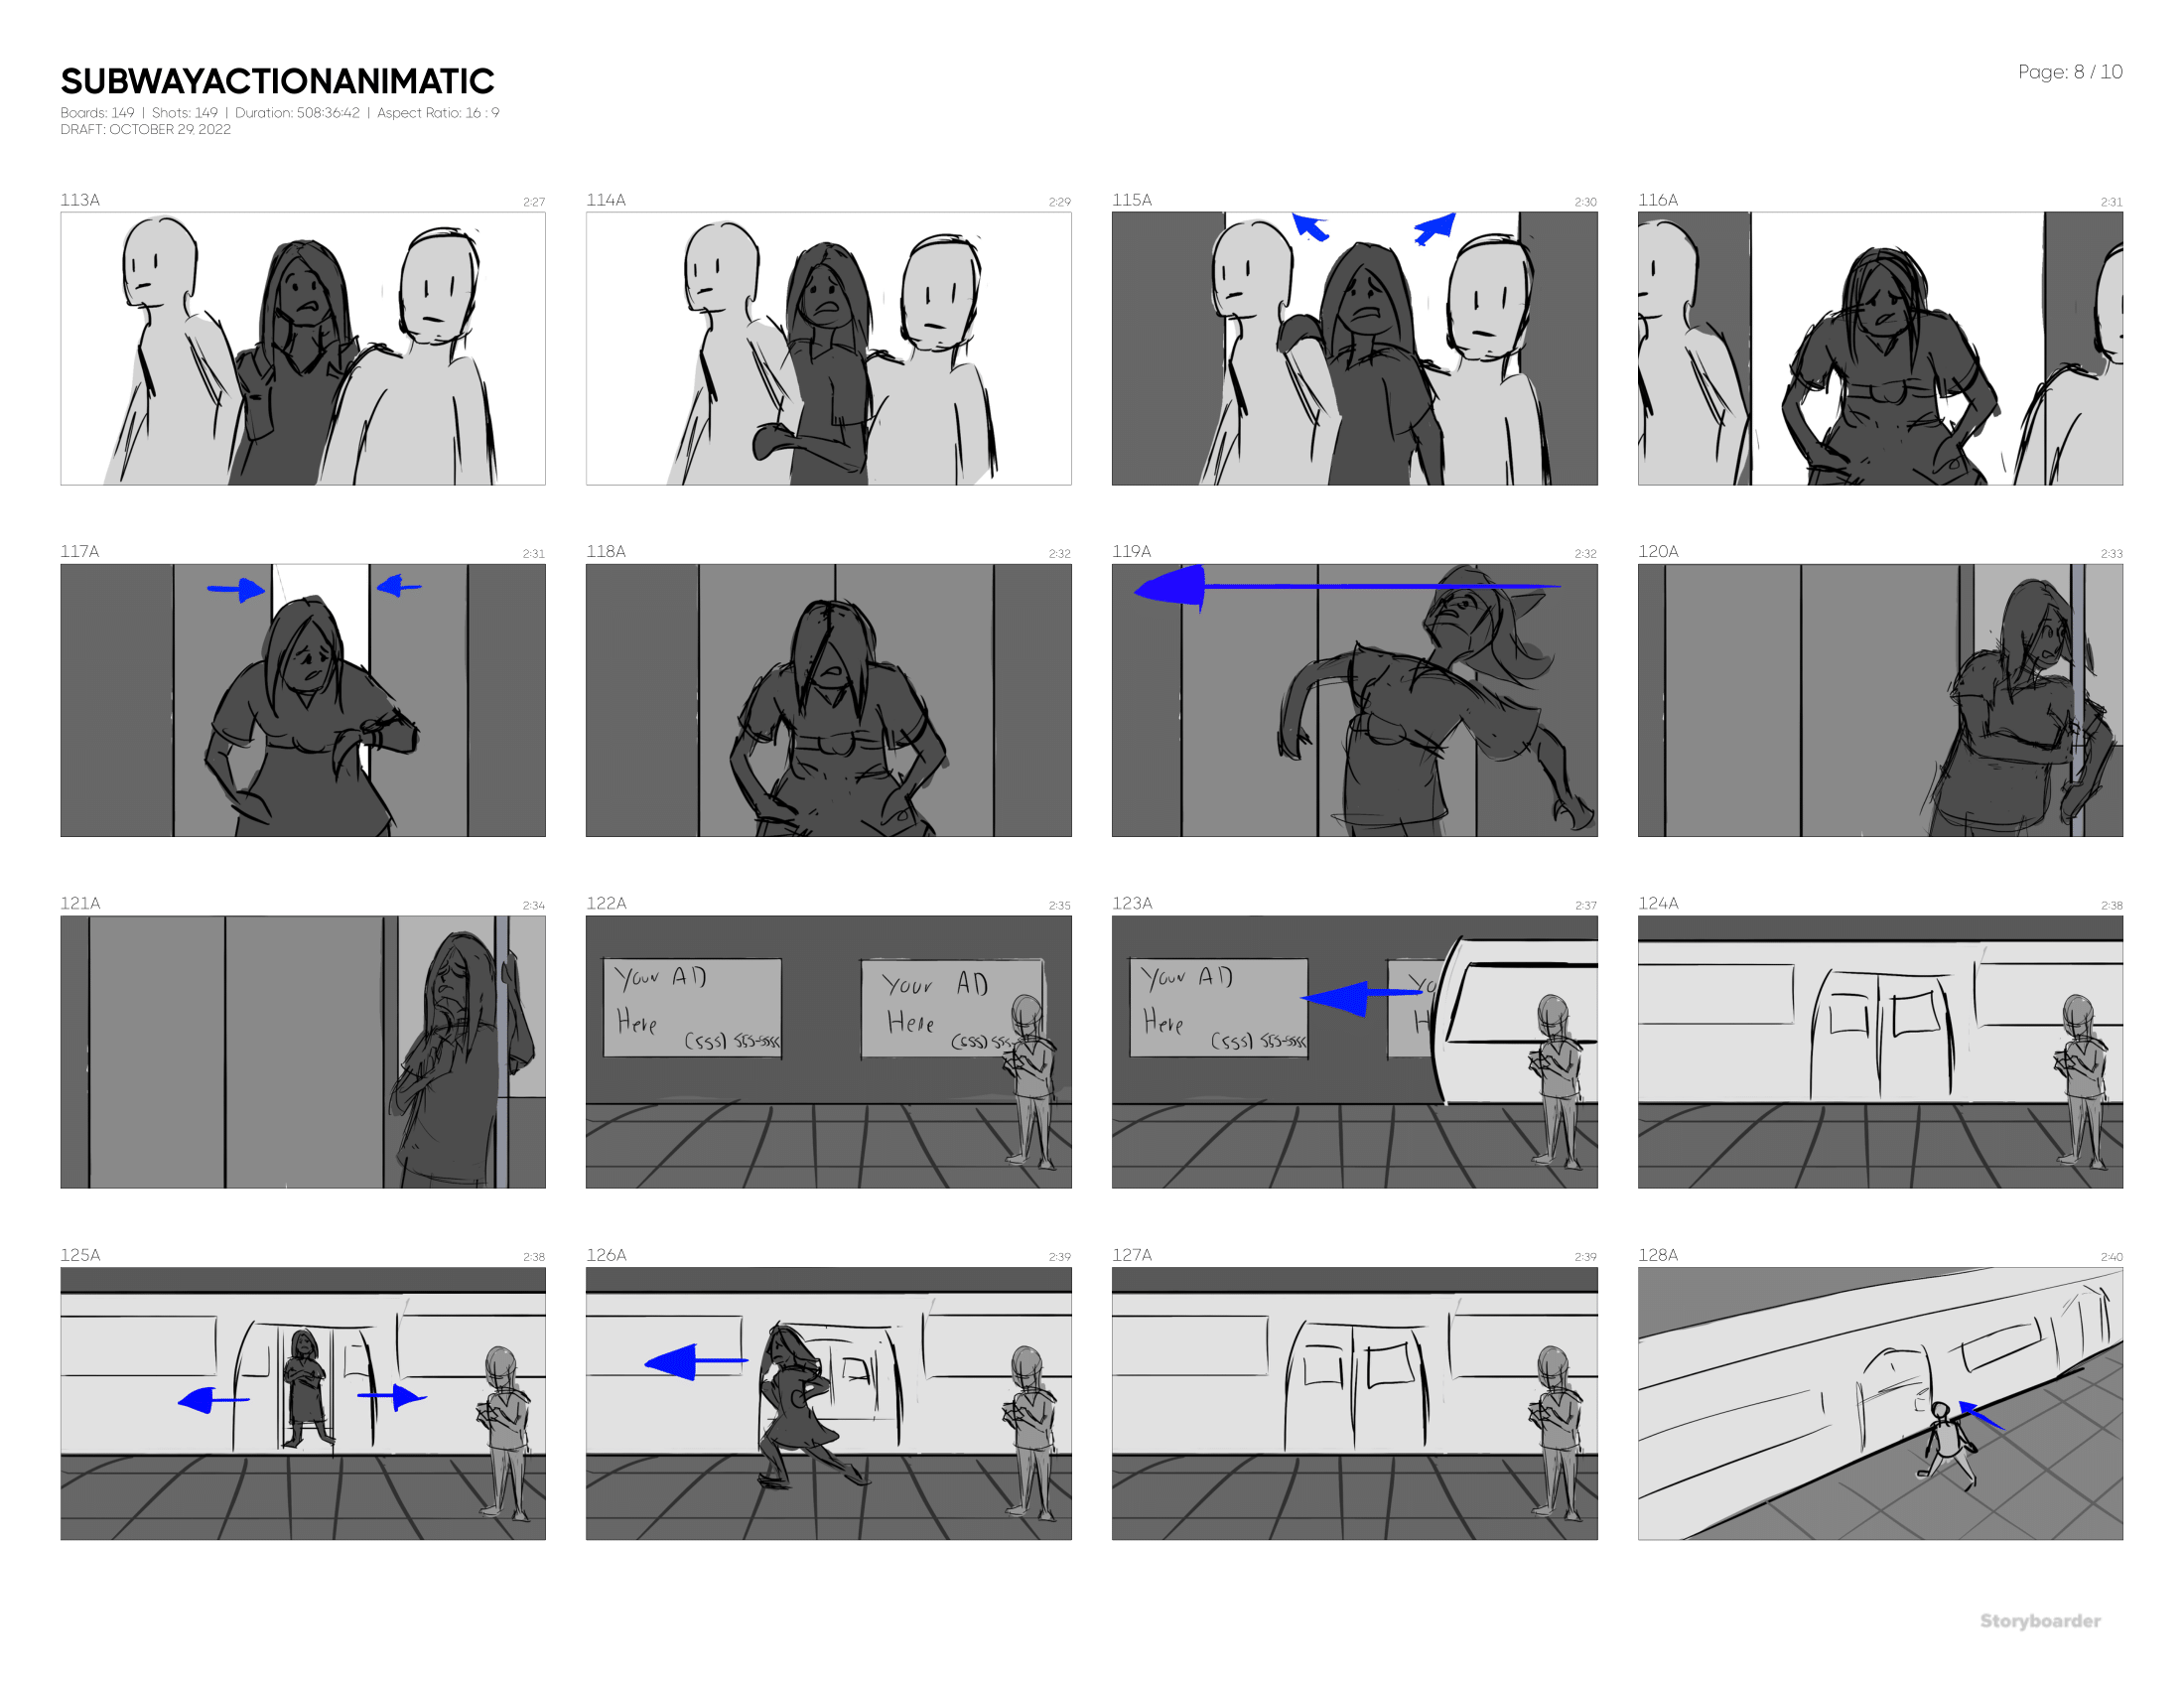 SUBWAYACTIONANIMATIC
Page: 8 / 10
Boards: 149 | Shots: 149 | Duration: 508:36:42 | Aspect Ratio: 16 : 9
DRAFT: OCTOBER 29, 2022
113A 2:27
114A 2:29
115A 2:30
116A 2:31
117A 2:31
118A 2:32
119A 2:32
120A 2:33
121A 2:34
122A 2:35
Your AD
Here
(555) 555-5555
Your AD
Here
(555) 555-
123A 2:37
Your AD
Here
(555) 555-5555
Yo
H
124A 2:38
125A 2:38
126A 2:39
127A 2:39
128A 2:40
Storyboarder